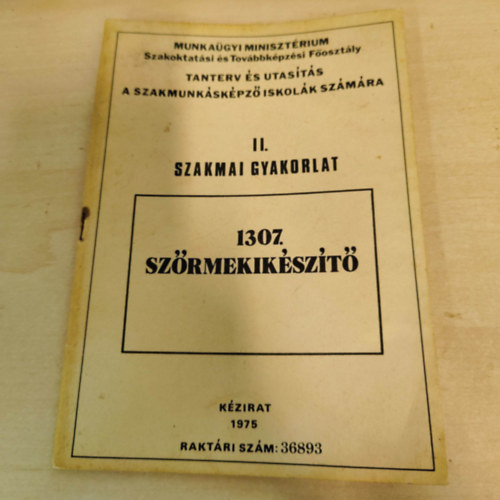 MUNKAÜGYI MINISZTÉRIUM
Szakoktatási és Továbbképzési Főosztály
TANTERV ÉS UTASÍTÁS
A SZAKMUNKÁSKÉPZŐ ISKOLÁK SZÁMÁRA
II.
SZAKMAI GYAKORLAT
1307.
SZŐRMEKIKÉSZÍTŐ
KÉZIRAT
1975
RAKTÁRI SZÁM: 36893